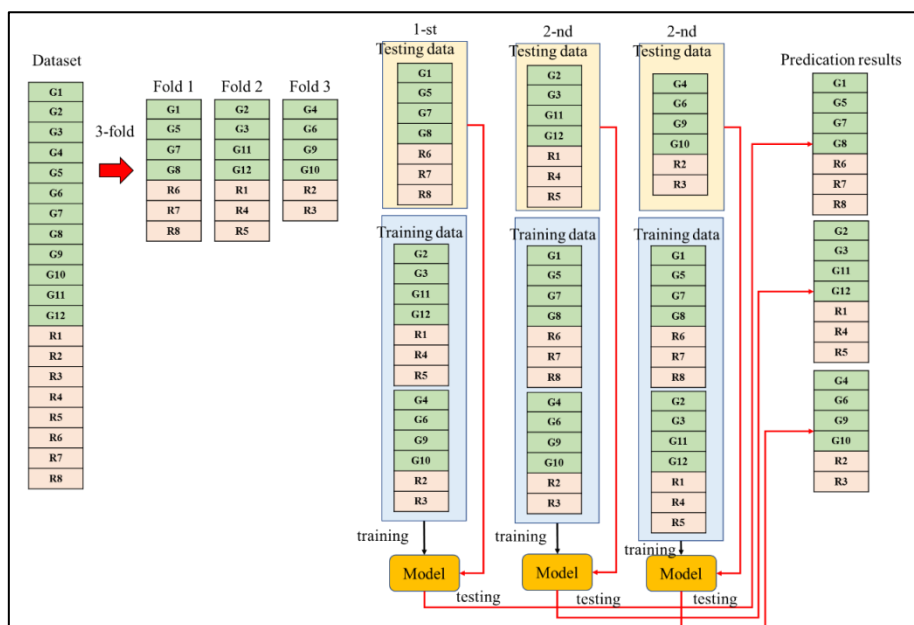 Dataset
G1
G2
G3
G4
G5
G6
G7
G8
G9
G10
G11
G12
R1
R2
R3
R4
R5
R6
R7
R8
3-fold
Fold 1
G1
G5
G7
G8
R6
R7
R8
Fold 2
G2
G3
G11
G12
R1
R4
R5
Fold 3
G4
G6
G9
G10
R2
R3
1-st
Testing data
G1
G5
G7
G8
R6
R7
R8
Training data
G2
G3
G11
G12
R1
R4
R5
G4
G6
G9
G10
R2
R3
training
Model
testing
2-nd
Testing data
G2
G3
G11
G12
R1
R4
R5
Training data
G1
G5
G7
G8
R6
R7
R8
G4
G6
G9
G10
R2
R3
training
Model
testing
2-nd
Testing data
G4
G6
G9
G10
R2
R3
Training data
G1
G5
G7
G8
R6
R7
R8
G2
G3
G11
G12
R1
R4
R5
training
Model
testing
Predication results
G1
G5
G7
G8
R6
R7
R8
G2
G3
G11
G12
R1
R4
R5
G4
G6
G9
G10
R2
R3